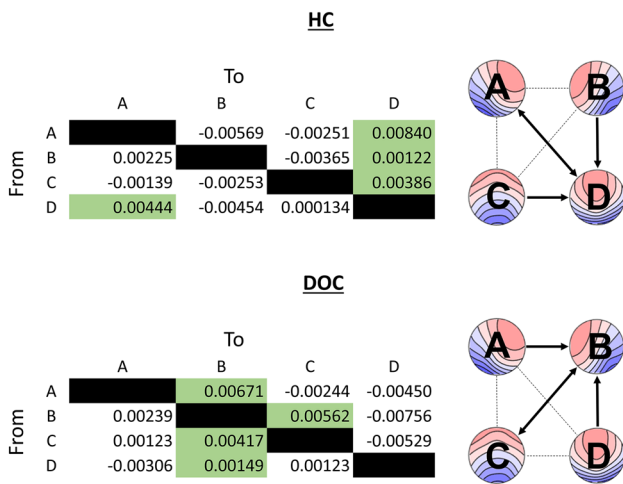 HC
To
A B C D
From
A -0.00569 -0.00251 0.00840
B 0.00225 -0.00365 0.00122
C -0.00139 -0.00253 0.00386
D 0.00444 -0.00454 0.000134
A B
C D
DOC
To
A B C D
From
A 0.00671 -0.00244 -0.00450
B 0.00239 0.00562 -0.00756
C 0.00123 0.00417 -0.00529
D -0.00306 0.00149 0.00123
A B
C D